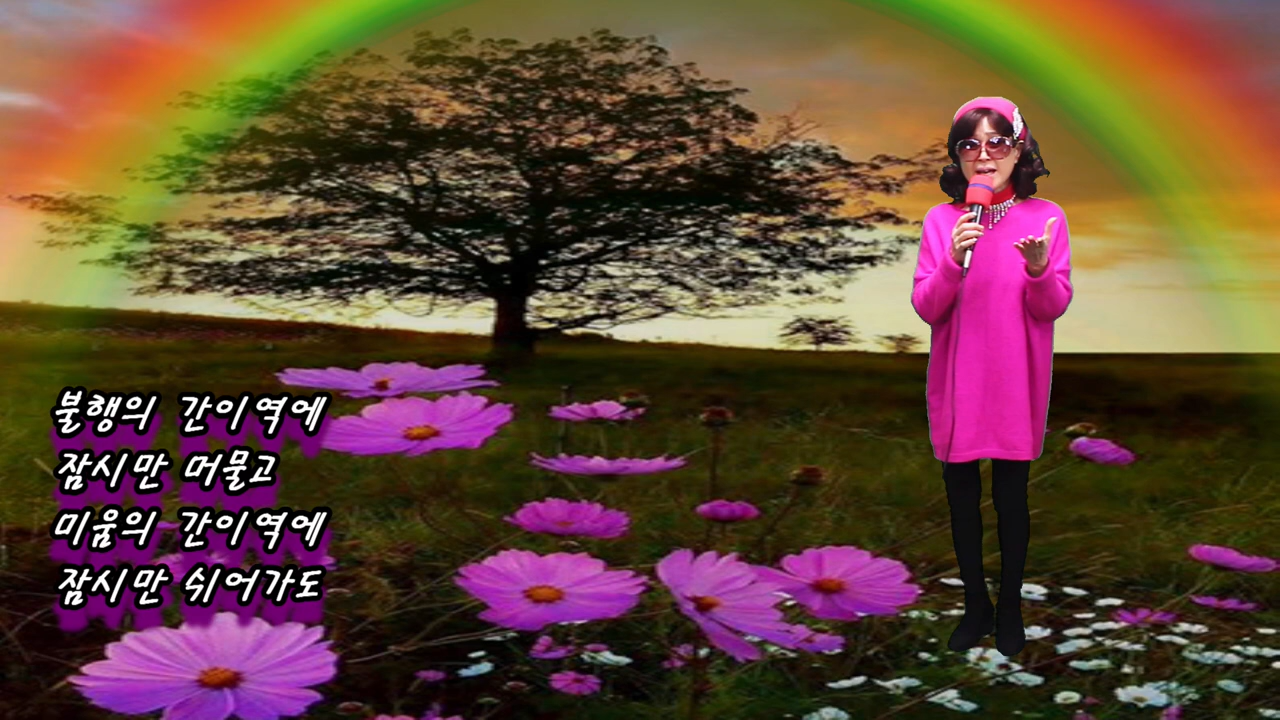 불행의 간이역에
잠시만 머물고
미움의 간이역에
잠시만 쉬어가도